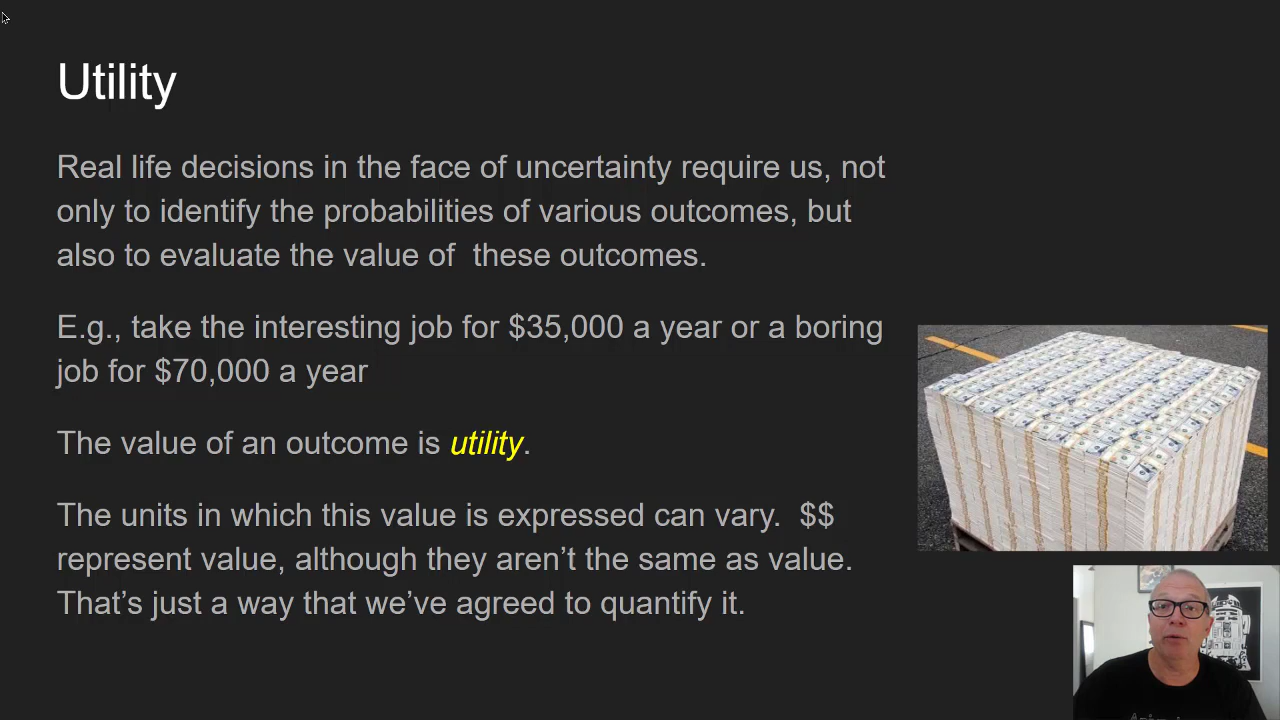 Utility
Real life decisions in the face of uncertainty require us, not
only to identify the probabilities of various outcomes, but
also to evaluate the value of  these outcomes.
E.g., take the interesting job for $35,000 a year or a boring
job for $70,000 a year
The value of an outcome is utility.
The units in which this value is expressed can vary.  $$
represent value, although they aren’t the same as value.
That’s just a way that we’ve agreed to quantify it.